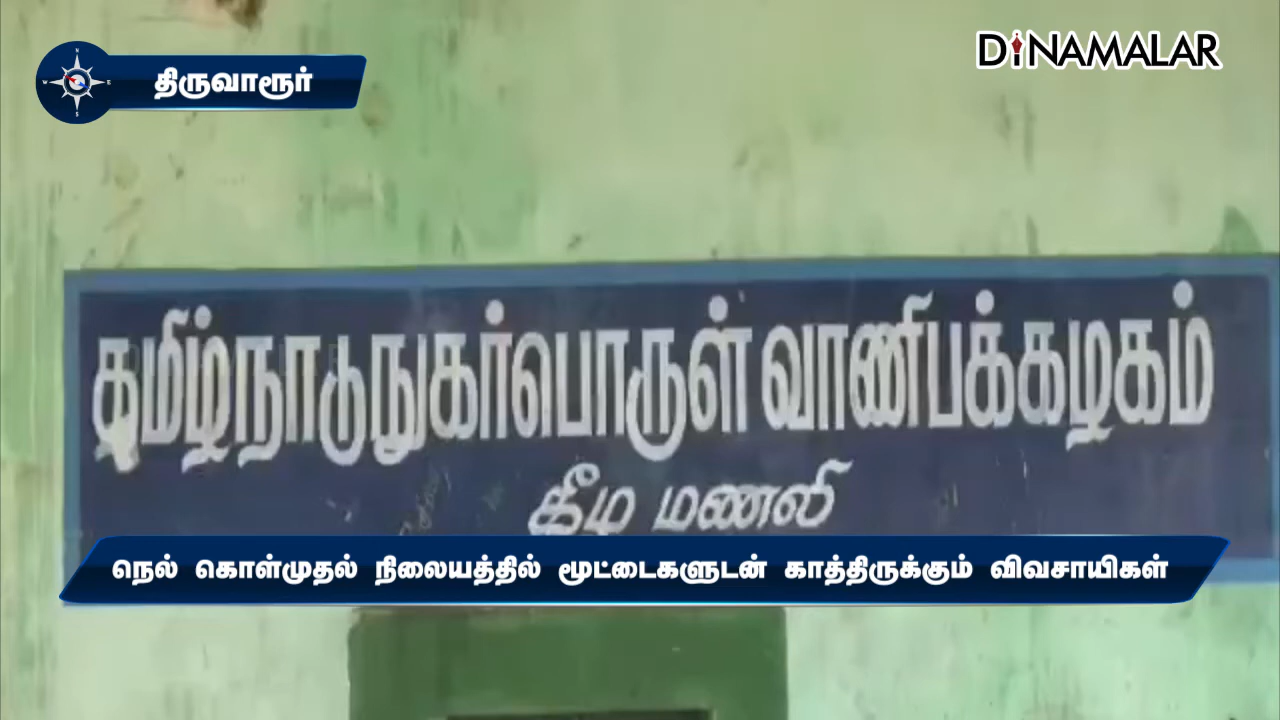 திருவாரூர்
DINAMALAR
தமிழ்நாடு நுகர்பொருள் வாணிபக்கழகம்
கீழ மணலி
நெல் கொள்முதல் நிலையத்தில் மூட்டைகளுடன் காத்திருக்கும் விவசாயிகள்